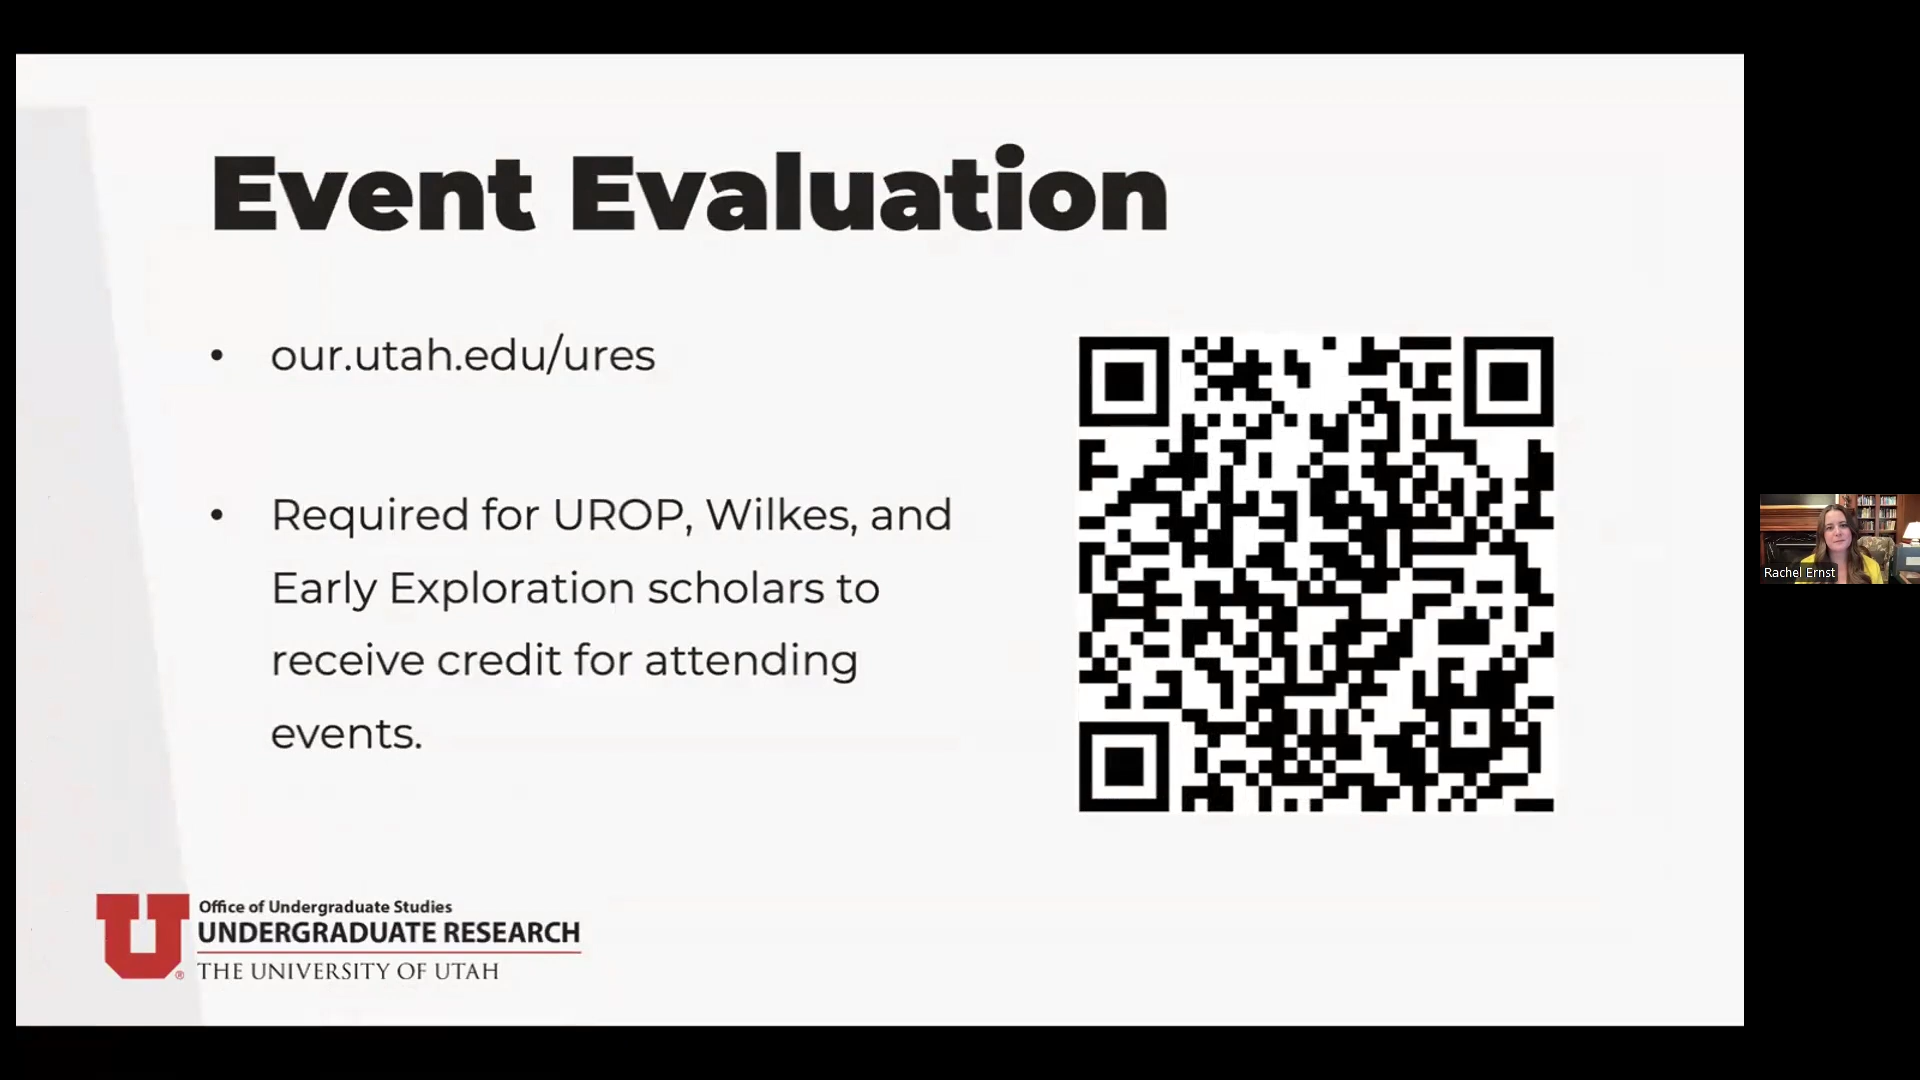 Event Evaluation
• our.utah.edu/ures
• Required for UROP, Wilkes, and
Early Exploration scholars to
receive credit for attending
events.
Rachel Ernst
U®
Office of Undergraduate Studies
UNDERGRADUATE RESEARCH
THE UNIVERSITY OF UTAH